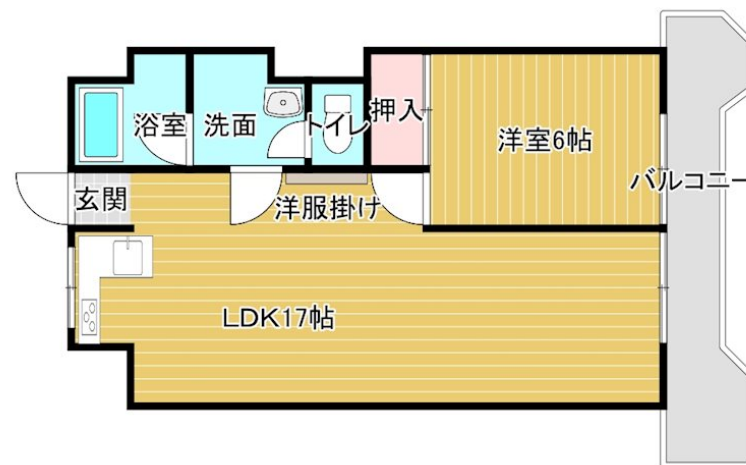 浴室
洗面
トイレ
押入
洋室6帖
バルコニー
玄関
洋服掛け
LDK17帖